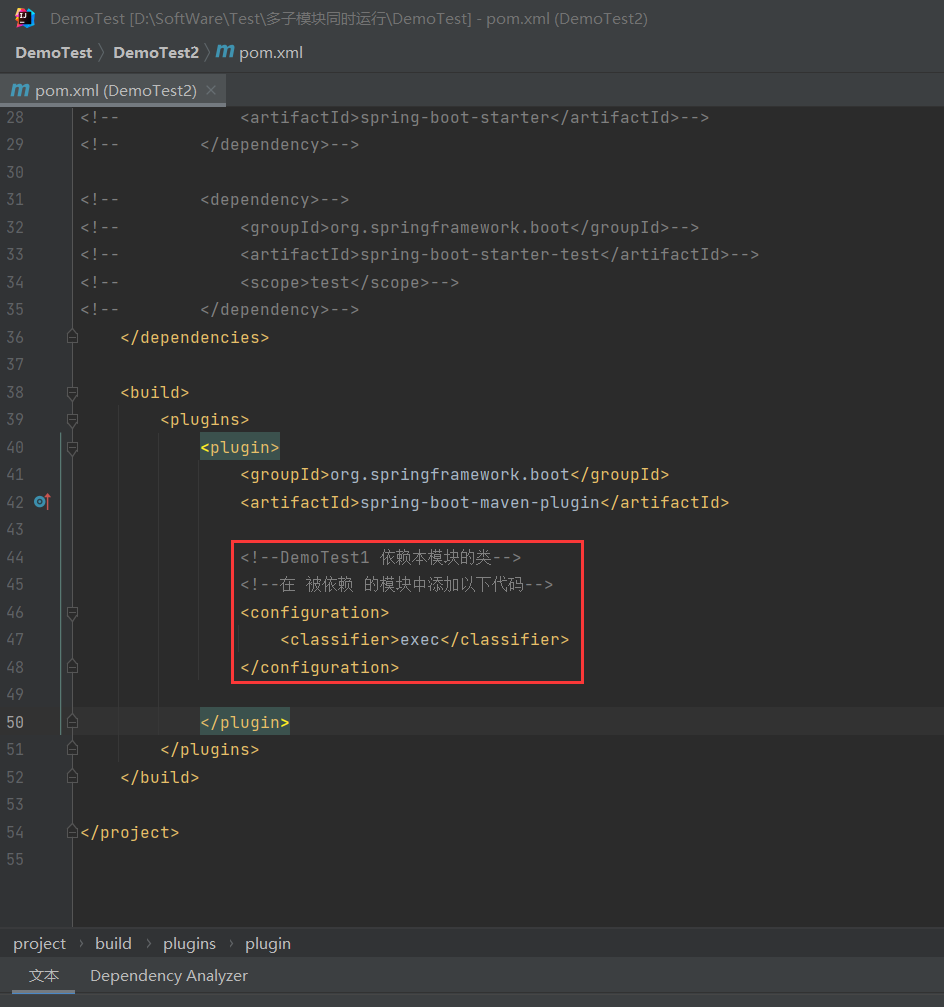 DemoTest [D:\SoftWare\Test\多子模块同时运行\DemoTest] - pom.xml (DemoTest2)
DemoTest 〉 DemoTest2 〉 m pom.xml
m pom.xml (DemoTest2) ×
28 <!--            <artifactId>spring-boot-starter</artifactId>-->
29 <!--        </dependency>-->
30
31 <!--        <dependency>-->
32 <!--            <groupId>org.springframework.boot</groupId>-->
33 <!--            <artifactId>spring-boot-starter-test</artifactId>-->
34 <!--            <scope>test</scope>-->
35 <!--        </dependency>-->
36     </dependencies>
37
38     <build>
39         <plugins>
40             <plugin>
41                 <groupId>org.springframework.boot</groupId>
42                 <artifactId>spring-boot-maven-plugin</artifactId>
43
44                 <!--DemoTest1 依赖本模块的类-->
45                 <!--在 被依赖 的模块中添加以下代码-->
46                 <configuration>
47                     <classifier>exec</classifier>
48                 </configuration>
49
50             </plugin>
51         </plugins>
52     </build>
53
54 </project>
55
project › build › plugins › plugin
文本 Dependency Analyzer